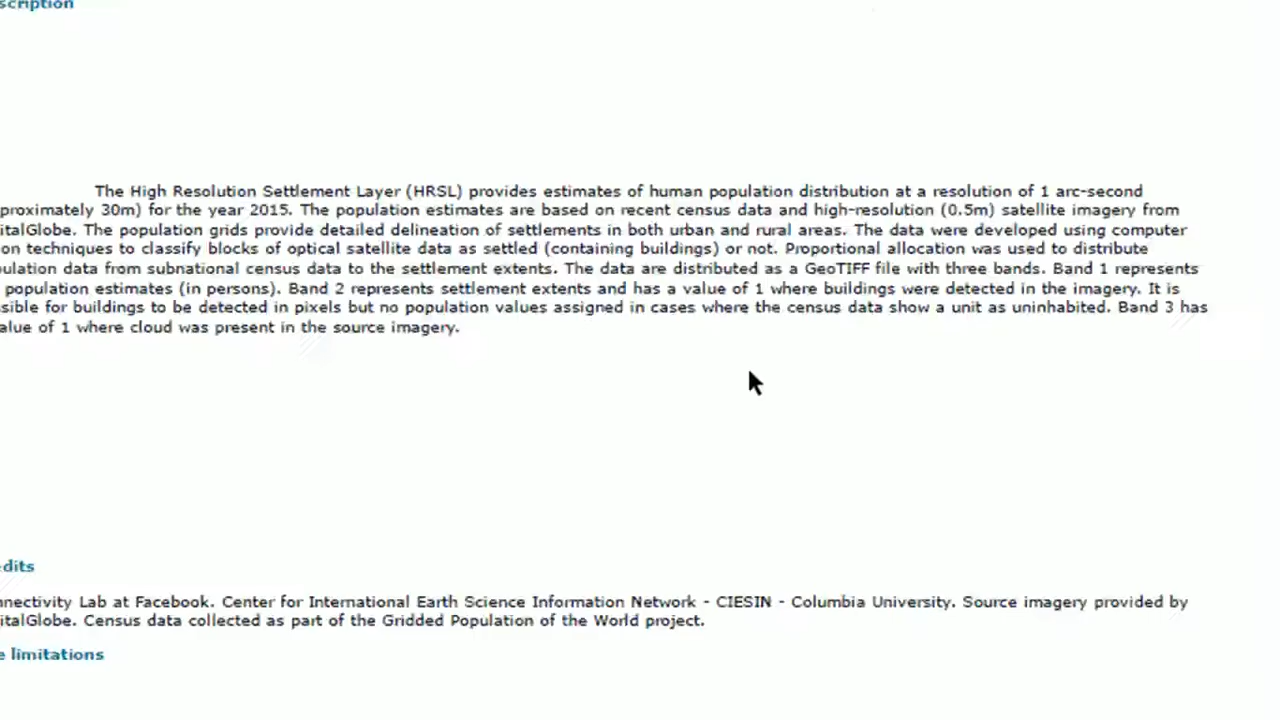 scription
The High Resolution Settlement Layer (HRSL) provides estimates of human population distribution at a resolution of 1 arc-second
proximately 30m) for the year 2015. The population estimates are based on recent census data and high-resolution (0.5m) satellite imagery from
italGlobe. The population grids provide detailed delineation of settlements in both urban and rural areas. The data were developed using computer
on techniques to classify blocks of optical satellite data as settled (containing buildings) or not. Proportional allocation was used to distribute
ulation data from subnational census data to the settlement extents. The data are distributed as a GeoTIFF file with three bands. Band 1 represents
population estimates (in persons). Band 2 represents settlement extents and has a value of 1 where buildings were detected in the imagery. It is
sible for buildings to be detected in pixels but no population values assigned in cases where the census data show a unit as uninhabited. Band 3 has
alue of 1 where cloud was present in the source imagery.
edits
nnectivity Lab at Facebook. Center for International Earth Science Information Network - CIESIN - Columbia University. Source imagery provided by
italGlobe. Census data collected as part of the Gridded Population of the World project.
e limitations